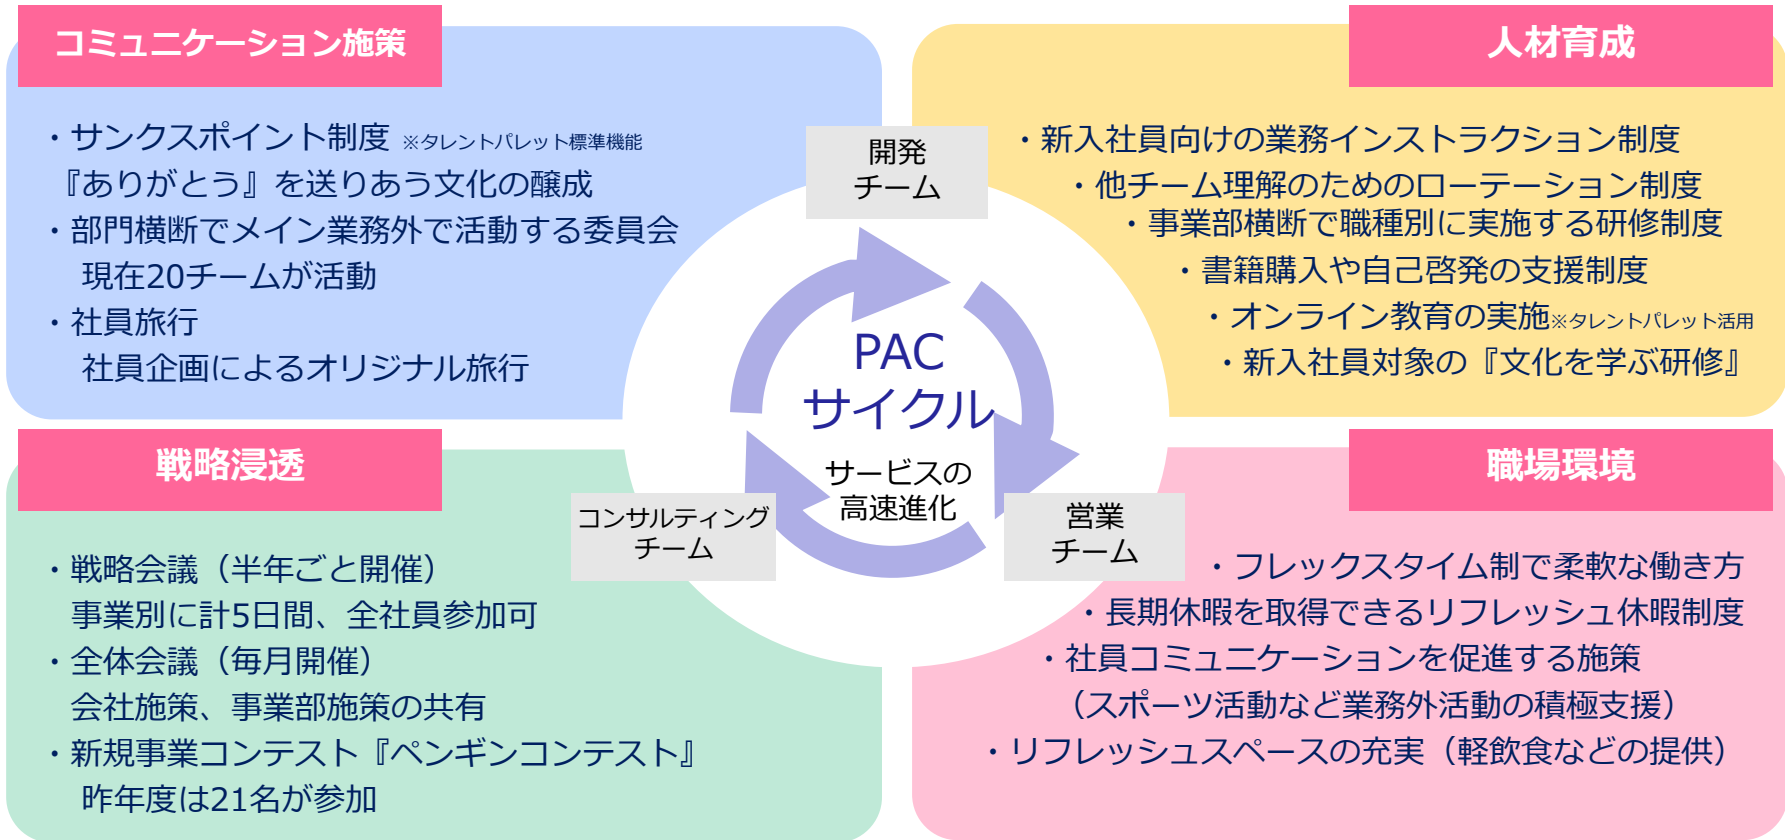 コミュニケーション施策
・サンクスポイント制度 ※タレントパレット標準機能
『ありがとう』を送りあう文化の醸成
・部門横断でメイン業務外で活動する委員会
現在20チームが活動
・社員旅行
社員企画によるオリジナル旅行
人材育成
・新入社員向けの業務インストラクション制度
・他チーム理解のためのローテーション制度
・事業部横断で職種別に実施する研修制度
・書籍購入や自己啓発の支援制度
・オンライン教育の実施※タレントパレット活用
・新入社員対象の『文化を学ぶ研修』
開発
チーム
PAC
サイクル
サービスの
高速進化
コンサルティング
チーム
営業
チーム
戦略浸透
・戦略会議（半年ごと開催）
事業別に計5日間、全社員参加可
・全体会議（毎月開催）
会社施策、事業部施策の共有
・新規事業コンテスト『ペンギンコンテスト』
昨年度は21名が参加
職場環境
・フレックスタイム制で柔軟な働き方
・長期休暇を取得できるリフレッシュ休暇制度
・社員コミュニケーションを促進する施策
（スポーツ活動など業務外活動の積極支援）
・リフレッシュスペースの充実（軽飲食などの提供）